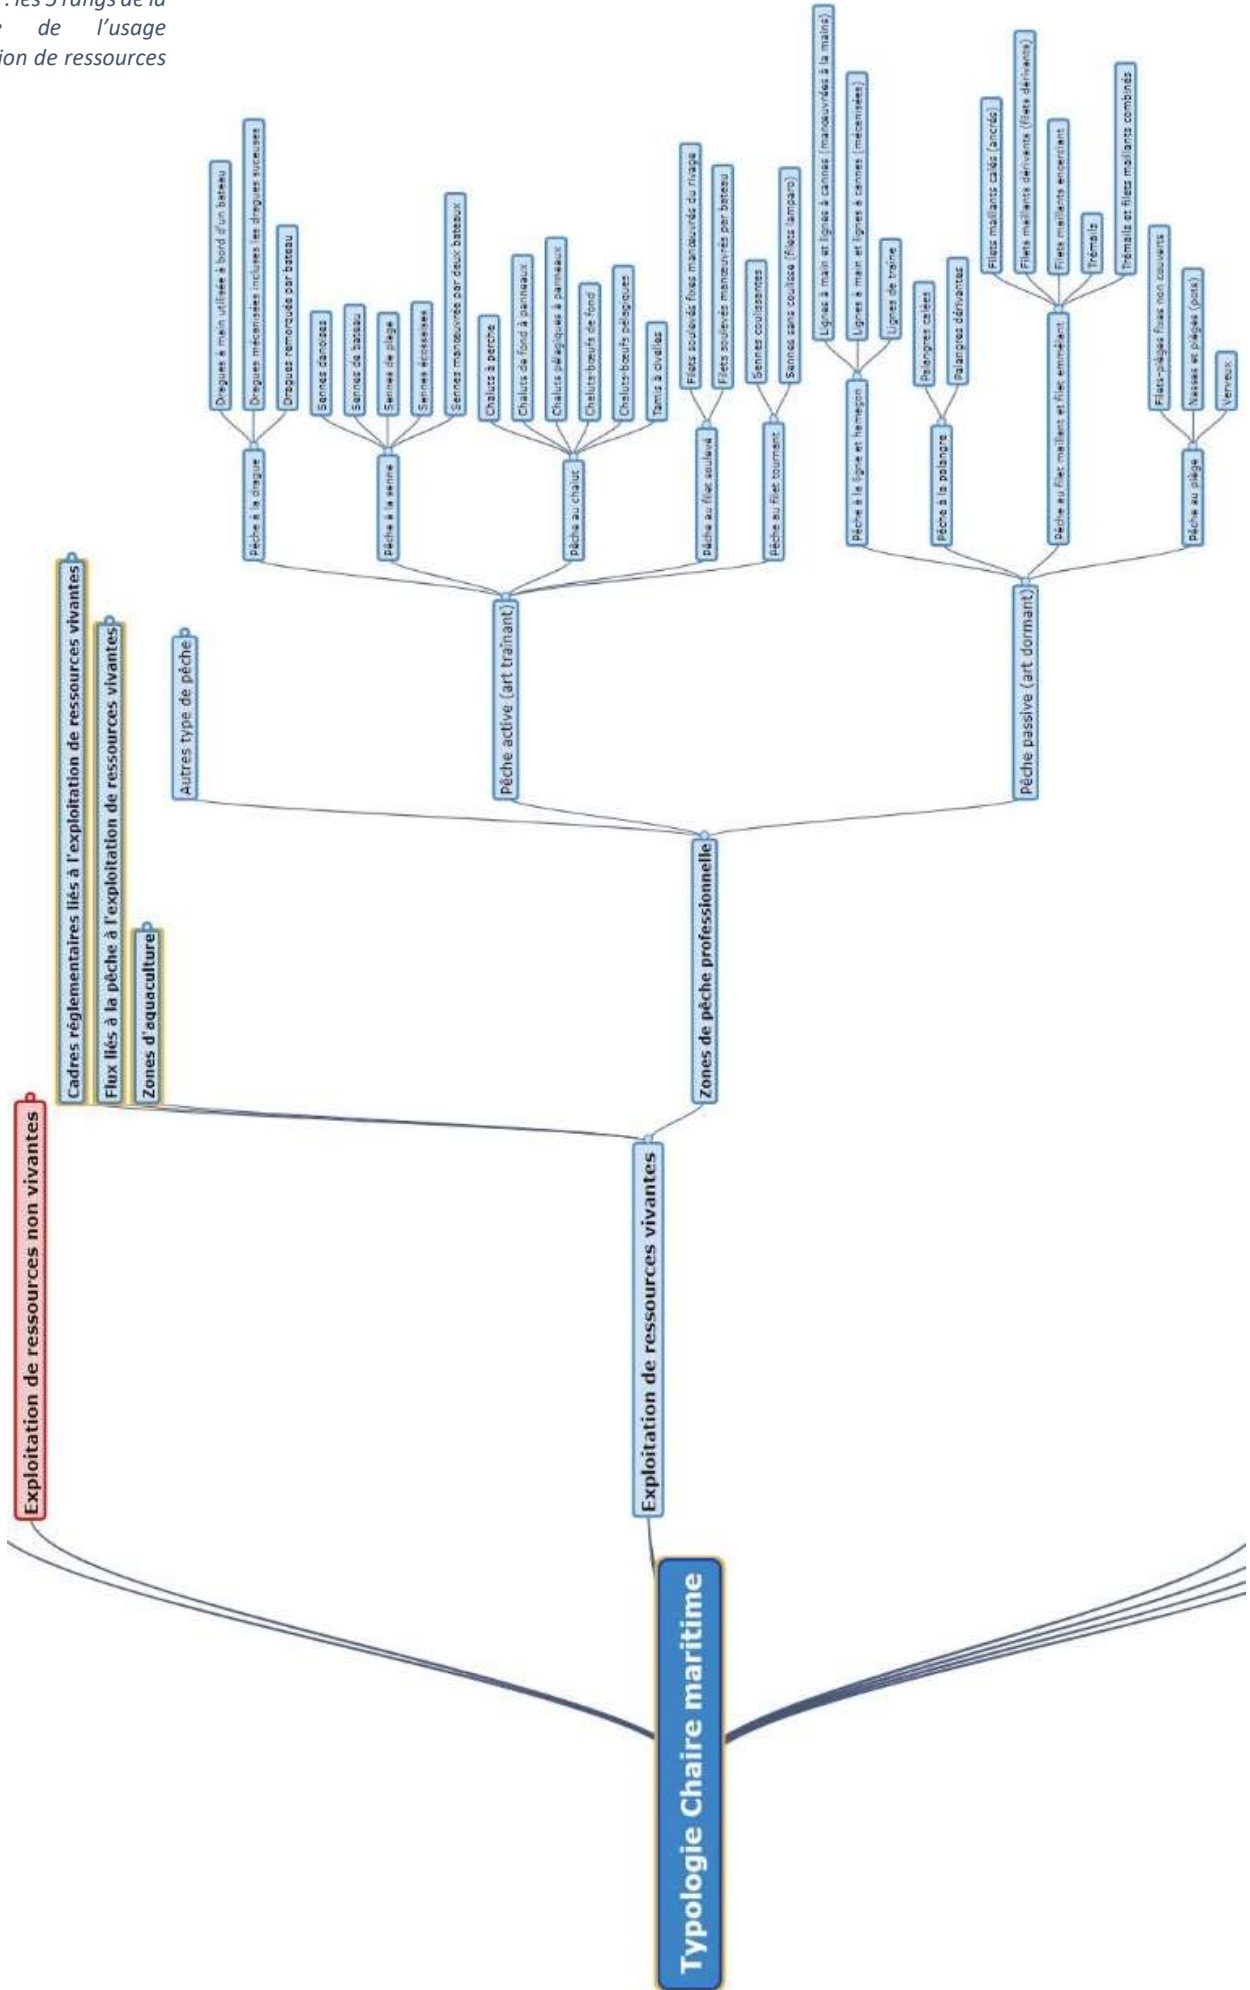 : les 5 rangs de la
de l'usage
ion de ressources
Typologie Chaire maritime
Exploitation de ressources non vivantes
Exploitation de ressources vivantes
Cadres réglementaires liés à l'exploitation de ressources vivantes
Flux liés à la pêche à l'exploitation de ressources vivantes
Zones d'aquaculture
Zones de pêche professionnelle
Autres type de pêche
Pêche active (art traînant)
Pêche à la drague
Dragues à main utilisée à bord d'un bateau
Dragues mécanisées incluses les dragues suceuses
Dragues remorquée par bateau
Pêche à la senne
Sennes danoises
Sennes de bateau
Sennes de plage
Sennes écossaises
Sennes manœuvrée par deux bateaux
Pêche au chalut
Chaluts à perche
Chaluts de fond à panneaux
Chaluts pélagiques à panneaux
Chaluts-bœufs de fond
Chaluts-bœufs pélagiques
Tamis à civelles
Pêche au filet soulevé
Filets soulevés fixes manœuvrés du rivage
Filets soulevés manœuvrés par bateau
Pêche au filet tournant
Sennes coulissantes
Sennes sans coulisse (filets lamparo)
Pêche passive (art dormant)
Pêche à la ligne et hameçon
Lignes à main et lignes à cannes (manœuvrées à la mains)
Lignes à main et lignes à cannes (mécanisées)
Lignes de traîne
Pêche à la palangre
Palangres calées
Palangres dérivantes
Pêche au filet maillant et filet emmêlant
Filets maillants calés (ancrés)
Filets maillants dérivants (filets dérivants)
Filets maillants encerclant
Trémails
Trémails et filets maillants combinés
Pêche au piège
Filets-pièges fixes non couverts
Nasses et pièges (pots)
Verveux